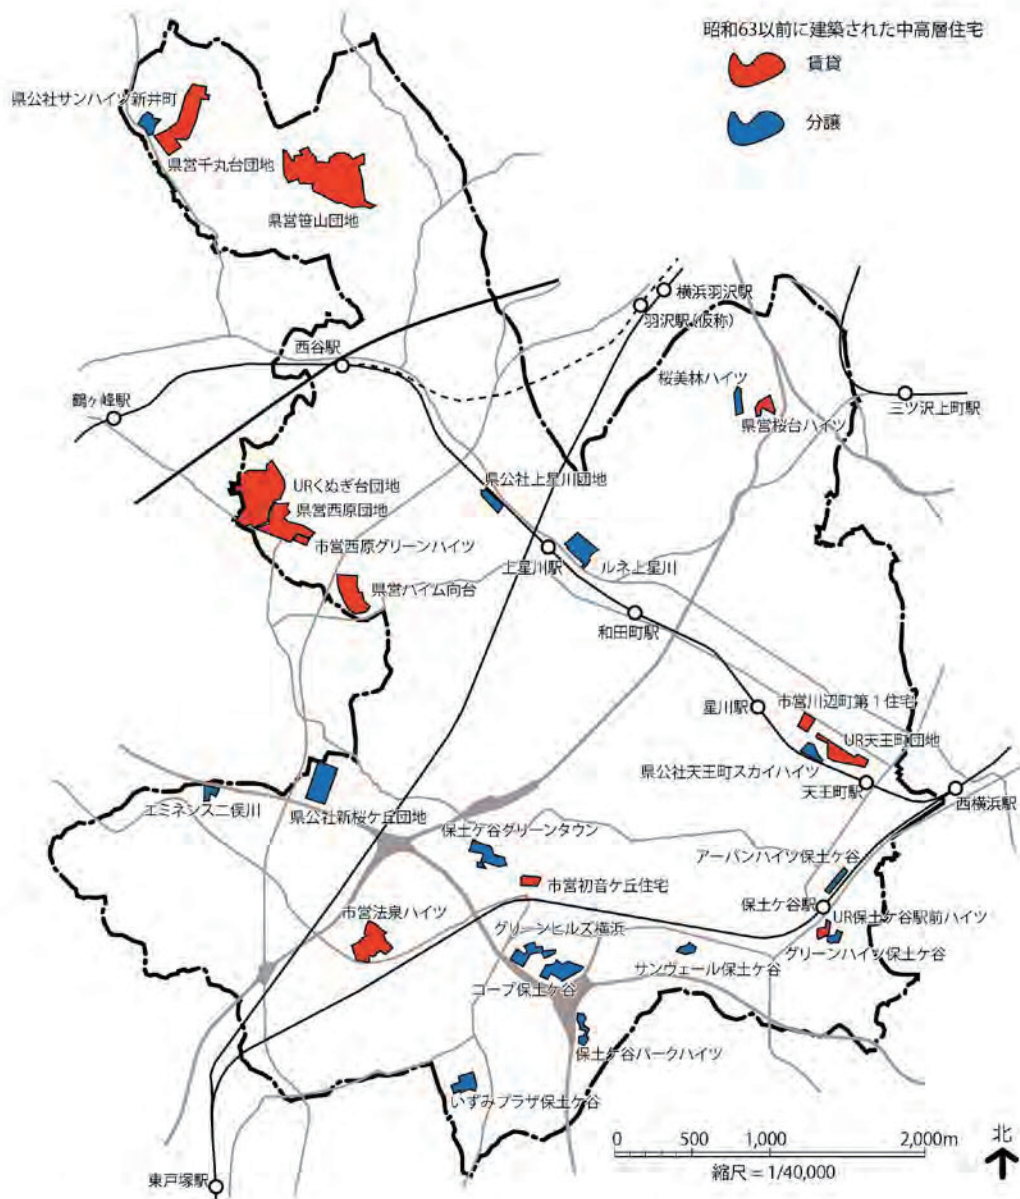 昭和63以前に建築された中高層住宅
賃貸
分譲
県公社サンハイツ新井町
県営千丸台団地
県営笹山団地
横浜羽沢駅
羽沢駅(仮称)
西谷駅
桜美林ハイツ
鶴ヶ峰駅
三ツ沢上町駅
県営桜台ハイツ
URくぬぎ台団地
県公社上星川団地
県営西原団地
市営西原グリーンハイツ
上星川駅
ルネ上星川
県営ハイム向台
和田町駅
市営川辺町第1住宅
星川駅
UR天王町団地
県公社天王町スカイハイツ
天王町駅
西横浜駅
エミネンス二俣川
県公社新桜ケ丘団地
保土ケ谷グリーンタウン
アーバンハイツ保土ケ谷
市営初音ケ丘住宅
保土ケ谷駅
市営法泉ハイツ
UR保土ケ谷駅前ハイツ
グリーンヒルズ横浜
グリーンハイツ保土ケ谷
サンヴェール保土ケ谷
コープ保土ケ谷
保土ケ谷パークハイツ
いずみプラザ保土ケ谷
0 500 1,000 2,000m
縮尺=1/40,000
北
東戸塚駅